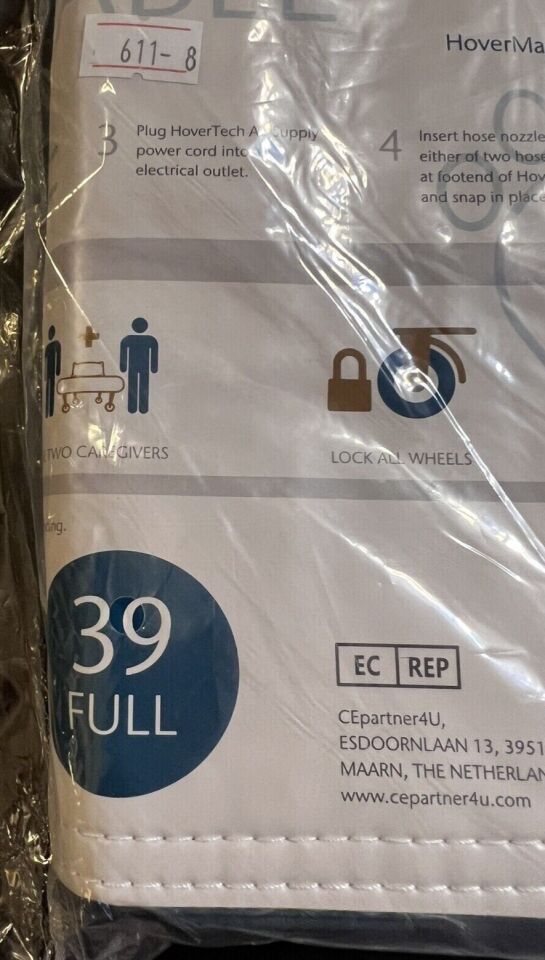 611-8
HoverMa
3 Plug HoverTech A Supply
power cord into
electrical outlet.
4 Insert hose nozzle
either of two hose
at footend of Hov
and snap in place
TWO CAREGIVERS
LOCK ALL WHEELS
39
FULL
EC REP
CEpartner4U,
ESDOORNLAAN 13, 3951
MAARN, THE NETHERLAN
www.cepartner4u.com